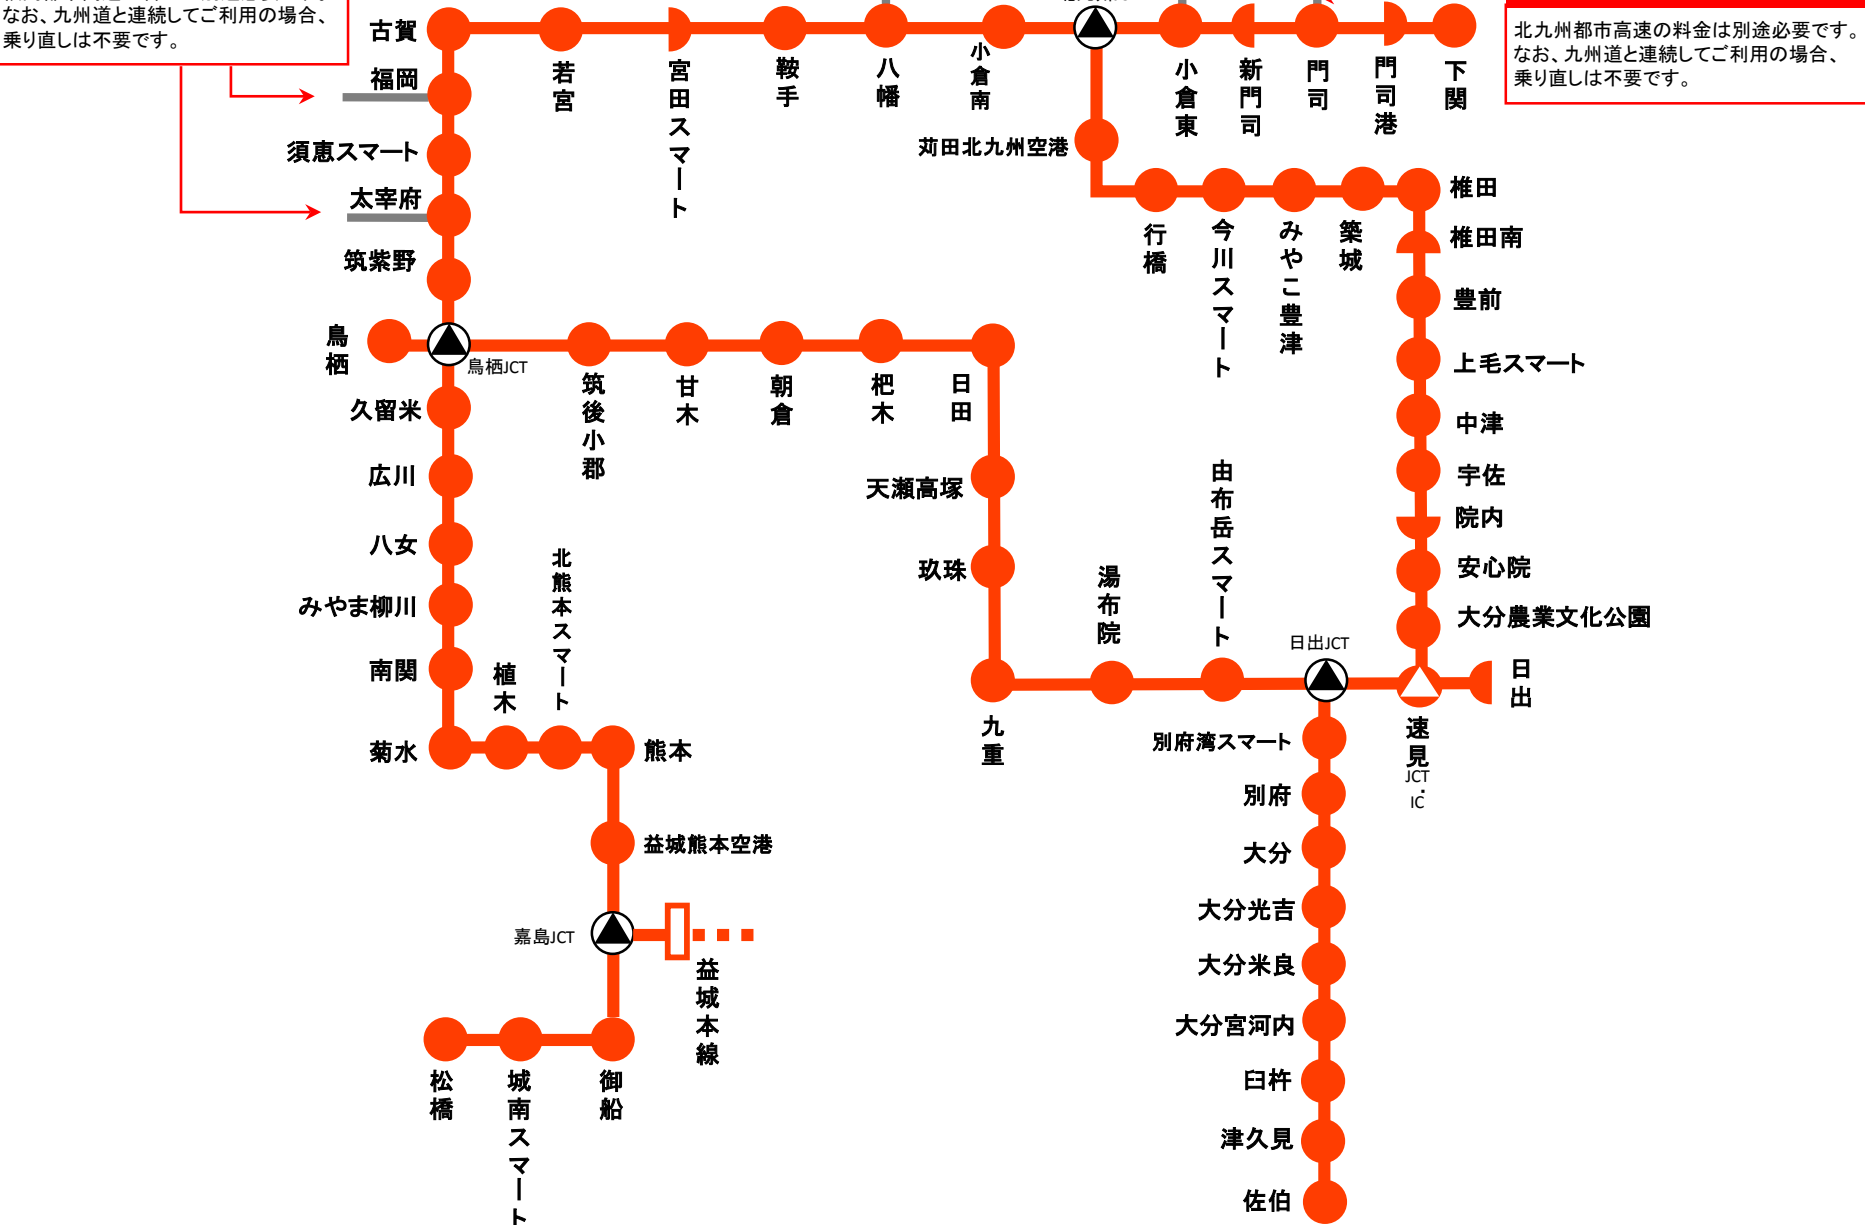 なお、九州道と連続してご利用の場合、
乗り直しは不要です。
北九州都市高速の料金は別途必要です。
なお、九州道と連続してご利用の場合、
乗り直しは不要です。
古賀
若宮
宮田スマート
鞍手
八幡
小倉南
小倉東
新門司
門司
門司港
下関
福岡
須恵スマート
太宰府
筑紫野
苅田北九州空港
行橋
今川スマート
みやこ豊津
築城
椎田
椎田南
豊前
上毛スマート
中津
宇佐
院内
安心院
大分農業文化公園
鳥栖
鳥栖JCT
筑後小郡
甘木
朝倉
杷木
日田
天瀬高塚
玖珠
九重
湯布院
由布岳スマート
日出JCT
速見
JCT
・
IC
日出
久留米
広川
八女
みやま柳川
南関
菊水
植木
北熊本スマート
熊本
益城熊本空港
嘉島JCT
益城本線
御船
城南スマート
松橋
別府湾スマート
別府
大分
大分光吉
大分米良
大分宮河内
臼杵
津久見
佐伯